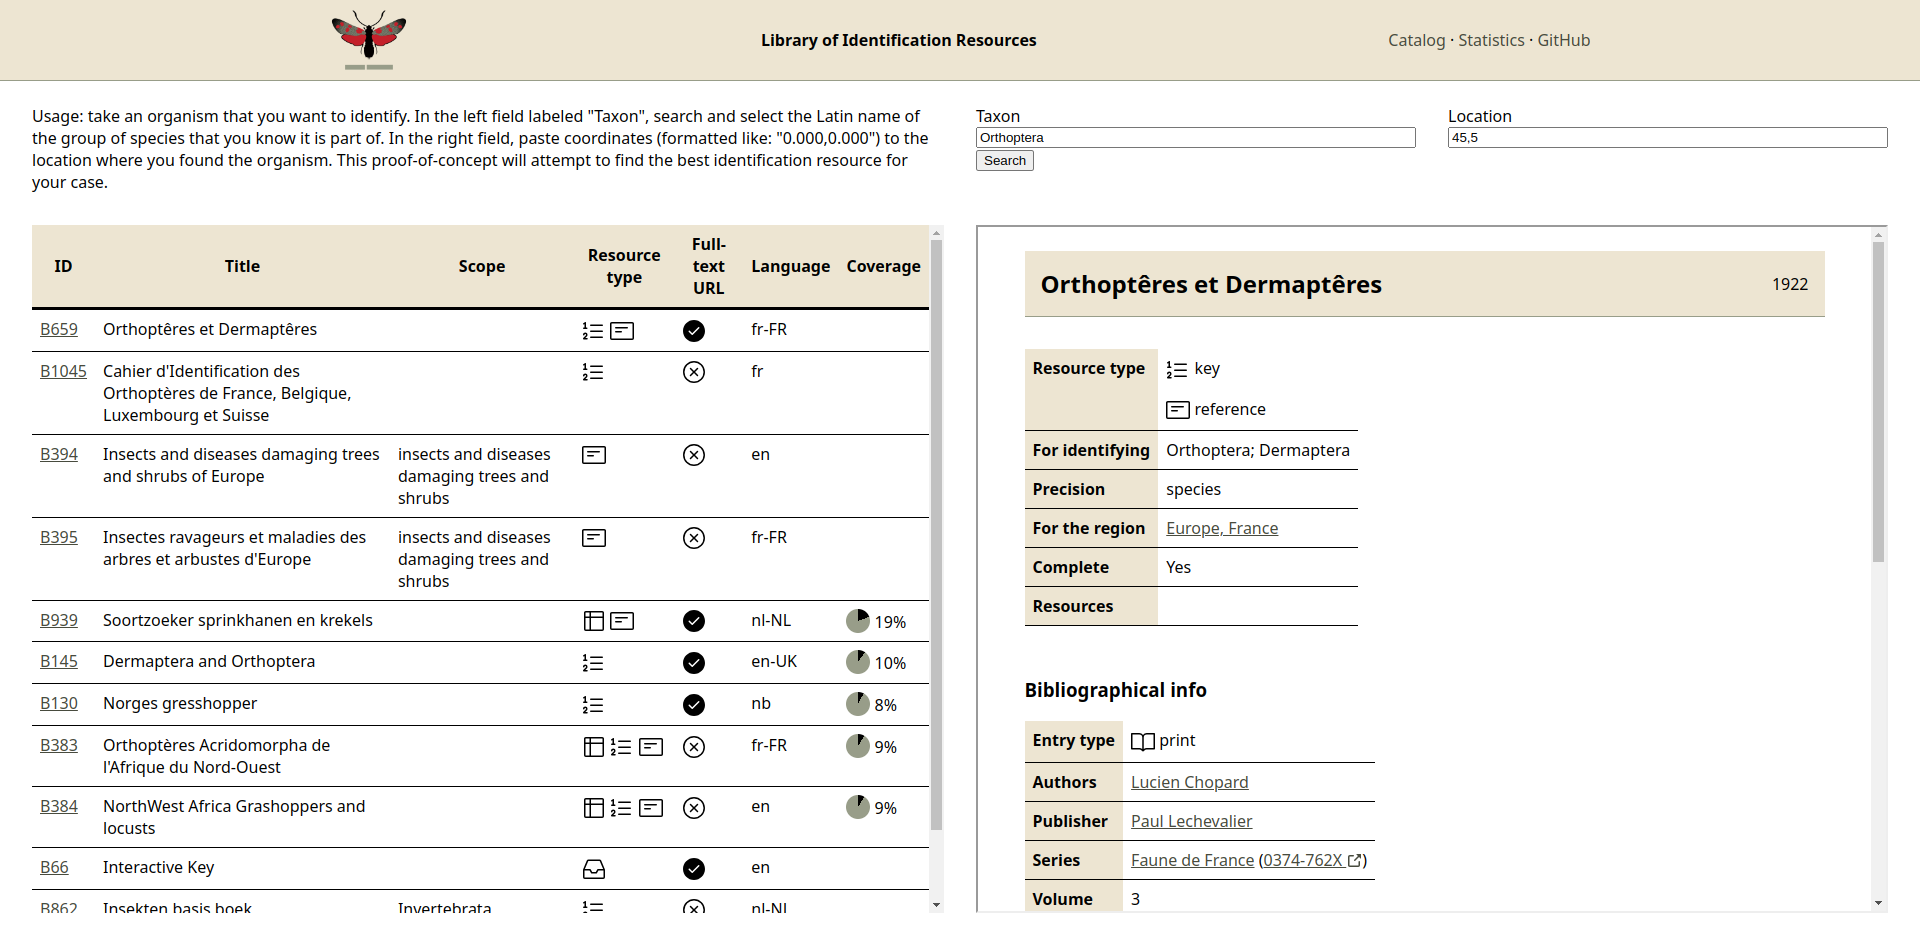 Library of Identification Resources
Catalog · Statistics · GitHub
Usage: take an organism that you want to identify. In the left field labeled "Taxon", search and select the Latin name of
the group of species that you know it is part of. In the right field, paste coordinates (formatted like: "0.000,0.000") to the
location where you found the organism. This proof-of-concept will attempt to find the best identification resource for
your case.
Taxon
Orthoptera
Location
45,5
Search
ID Title Scope Resource type Full-text URL Language Coverage
B659 Orthoptêres et Dermaptêres fr-FR
B1045 Cahier d'Identification des
Orthoptères de France, Belgique,
Luxembourg et Suisse
fr
B394 Insects and diseases damaging trees
and shrubs of Europe
insects and diseases
damaging trees and
shrubs
en
B395 Insectes ravageurs et maladies des
arbres et arbustes d'Europe
insects and diseases
damaging trees and
shrubs
fr-FR
B939 Soortzoeker sprinkhanen en krekels nl-NL 19%
B145 Dermaptera and Orthoptera en-UK 10%
B130 Norges gresshopper nb 8%
B383 Orthoptères Acridomorpha de
l'Afrique du Nord-Ouest
fr-FR 9%
B384 NorthWest Africa Grashoppers and
locusts
en 9%
B66 Interactive Key en
B862 Insekten basis boek Invertebrata nl-NL
Orthoptêres et Dermaptêres 1922
Resource type key
reference
For identifying Orthoptera; Dermaptera
Precision species
For the region Europe, France
Complete Yes
Resources
Bibliographical info
Entry type print
Authors Lucien Chopard
Publisher Paul Lechevalier
Series Faune de France (0374-762X)
Volume 3